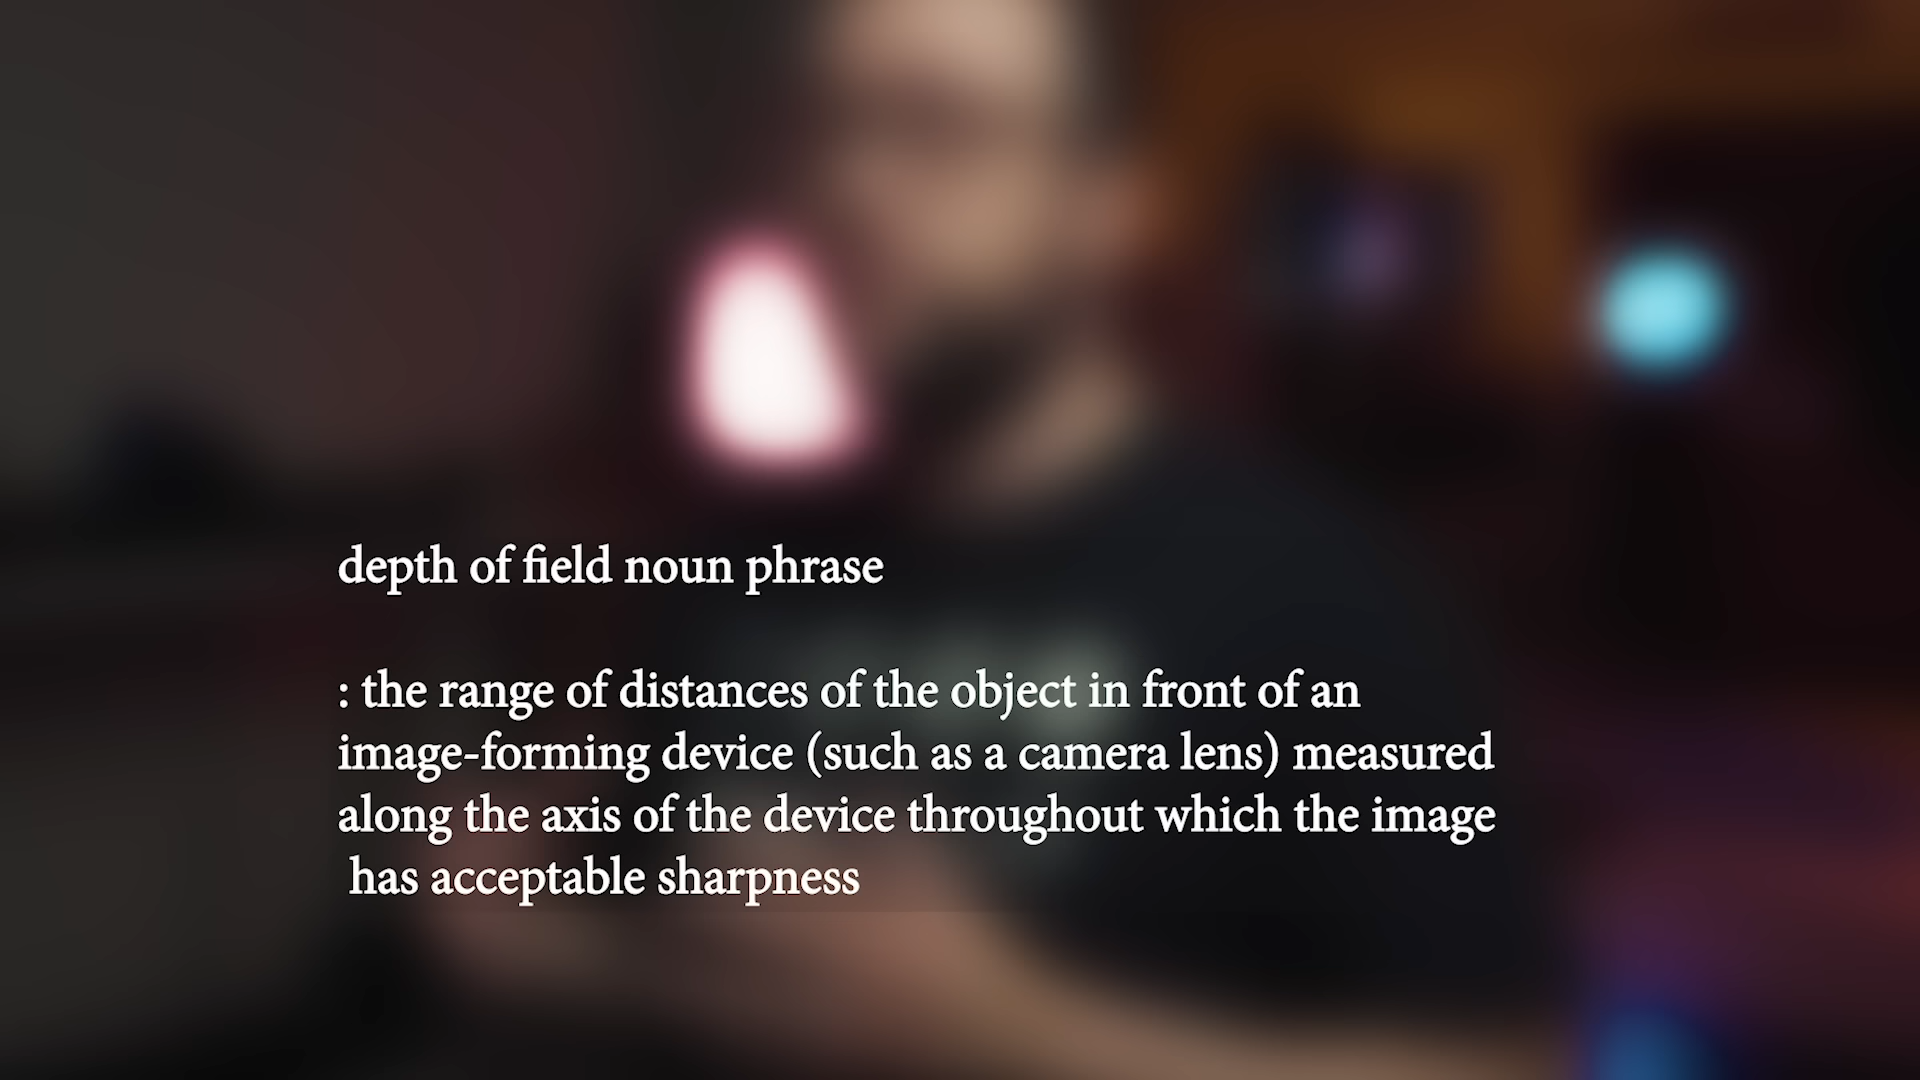 depth of field noun phrase
: the range of distances of the object in front of an
image-forming device (such as a camera lens) measured
along the axis of the device throughout which the image
has acceptable sharpness